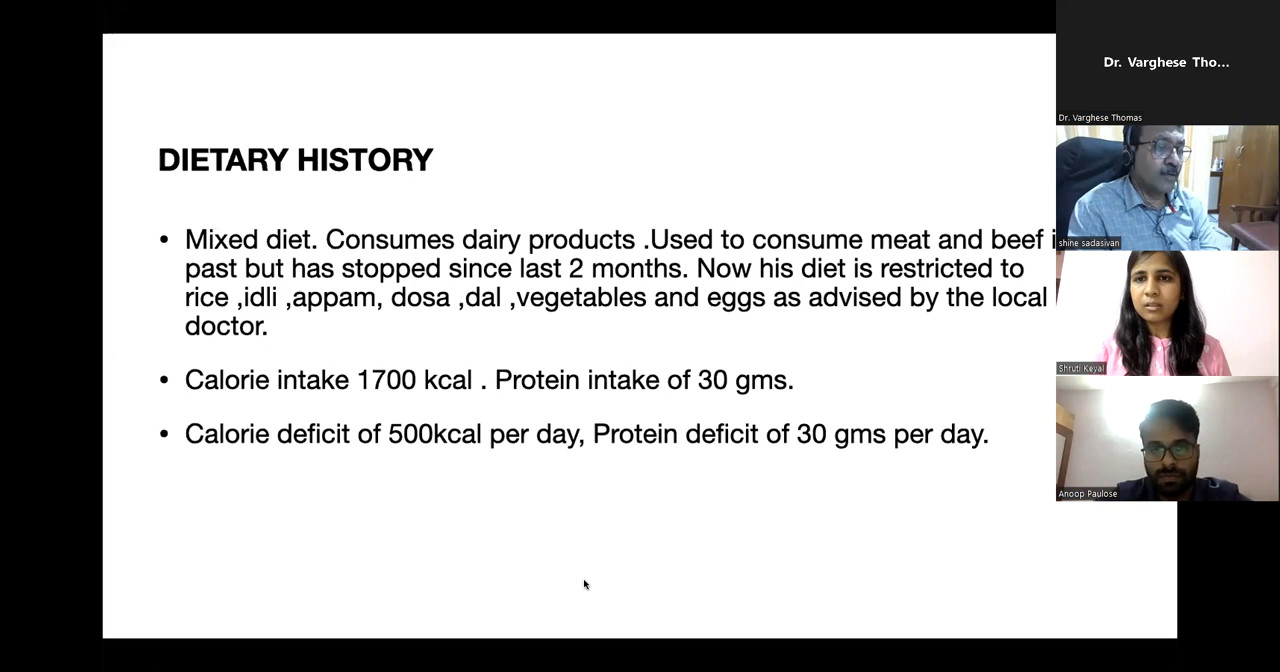 DIETARY HISTORY
• Mixed diet. Consumes dairy products .Used to consume meat and beef
past but has stopped since last 2 months. Now his diet is restricted to
rice ,idli ,appam, dosa ,dal ,vegetables and eggs as advised by the local
doctor.
• Calorie intake 1700 kcal . Protein intake of 30 gms.
• Calorie deficit of 500kcal per day, Protein deficit of 30 gms per day.
Dr. Varghese Tho...
Dr. Varghese Thomas
shine sadasivan
Shruti Keyal
Anoop Paulose